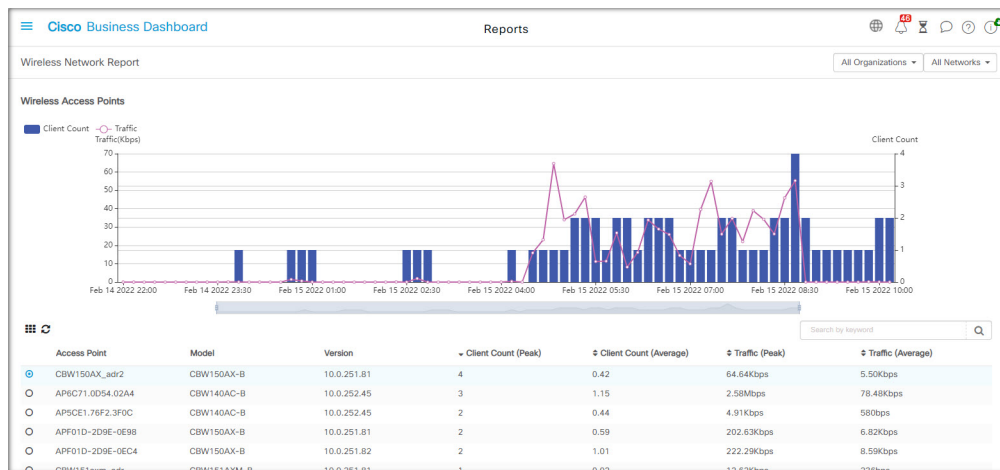 Cisco Business Dashboard
Reports
46
Wireless Network Report
All Organizations
All Networks
Wireless Access Points
Client Count
Traffic
Traffic(Kbps)
Client Count
70
60
50
40
30
20
10
0
4
3
2
1
0
Feb 14 2022 22:00 Feb 14 2022 23:30 Feb 15 2022 01:00 Feb 15 2022 02:30 Feb 15 2022 04:00 Feb 15 2022 05:30 Feb 15 2022 07:00 Feb 15 2022 08:30 Feb 15 2022 10:00
Search by keyword
Access Point Model Version Client Count (Peak) Client Count (Average) Traffic (Peak) Traffic (Average)
CBW150AX_adr2 CBW150AX-B 10.0.251.81 4 0.42 64.64Kbps 5.50Kbps
AP6C71.0D54.02A4 CBW140AC-B 10.0.252.45 3 1.15 2.58Mbps 78.48Kbps
AP5CE1.76F2.3F0C CBW140AC-B 10.0.252.45 2 0.44 4.91Kbps 580bps
APF01D-2D9E-0E98 CBW150AX-B 10.0.251.81 2 0.59 202.63Kbps 6.82Kbps
APF01D-2D9E-0EC4 CBW150AX-B 10.0.251.82 2 1.01 222.29Kbps 8.59Kbps